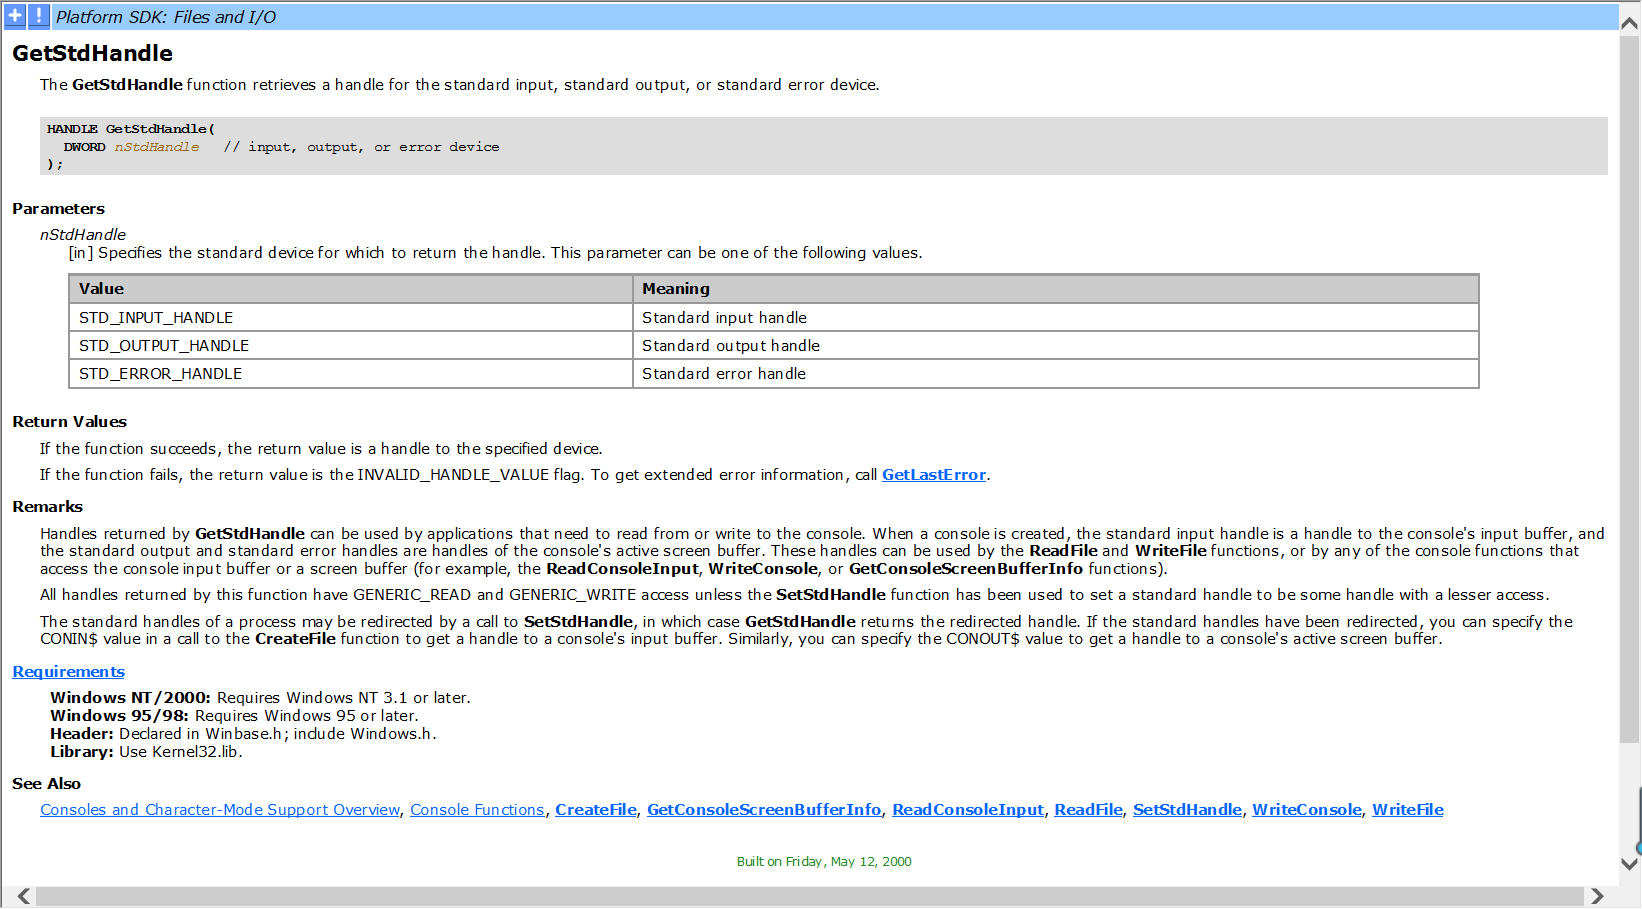 Platform SDK: Files and I/O
GetStdHandle
The GetStdHandle function retrieves a handle for the standard input, standard output, or standard error device.
HANDLE GetStdHandle(
DWORD nStdHandle // input, output, or error device
);
Parameters
nStdHandle
[in] Specifies the standard device for which to return the handle. This parameter can be one of the following values.
Value Meaning
STD_INPUT_HANDLE Standard input handle
STD_OUTPUT_HANDLE Standard output handle
STD_ERROR_HANDLE Standard error handle
Return Values
If the function succeeds, the return value is a handle to the specified device.
If the function fails, the return value is the INVALID_HANDLE_VALUE flag. To get extended error information, call GetLastError.
Remarks
Handles returned by GetStdHandle can be used by applications that need to read from or write to the console. When a console is created, the standard input handle is a handle to the console's input buffer, and
the standard output and standard error handles are handles of the console's active screen buffer. These handles can be used by the ReadFile and WriteFile functions, or by any of the console functions that
access the console input buffer or a screen buffer (for example, the ReadConsoleInput, WriteConsole, or GetConsoleScreenBufferInfo functions).
All handles returned by this function have GENERIC_READ and GENERIC_WRITE access unless the SetStdHandle function has been used to set a standard handle to be some handle with a lesser access.
The standard handles of a process may be redirected by a call to SetStdHandle, in which case GetStdHandle returns the redirected handle. If the standard handles have been redirected, you can specify the
CONIN$ value in a call to the CreateFile function to get a handle to a console's input buffer. Similarly, you can specify the CONOUT$ value to get a handle to a console's active screen buffer.
Requirements
Windows NT/2000: Requires Windows NT 3.1 or later.
Windows 95/98: Requires Windows 95 or later.
Header: Declared in Winbase.h; include Windows.h.
Library: Use Kernel32.lib.
See Also
Consoles and Character-Mode Support Overview, Console Functions, CreateFile, GetConsoleScreenBufferInfo, ReadConsoleInput, ReadFile, SetStdHandle, WriteConsole, WriteFile
Built on Friday, May 12, 2000